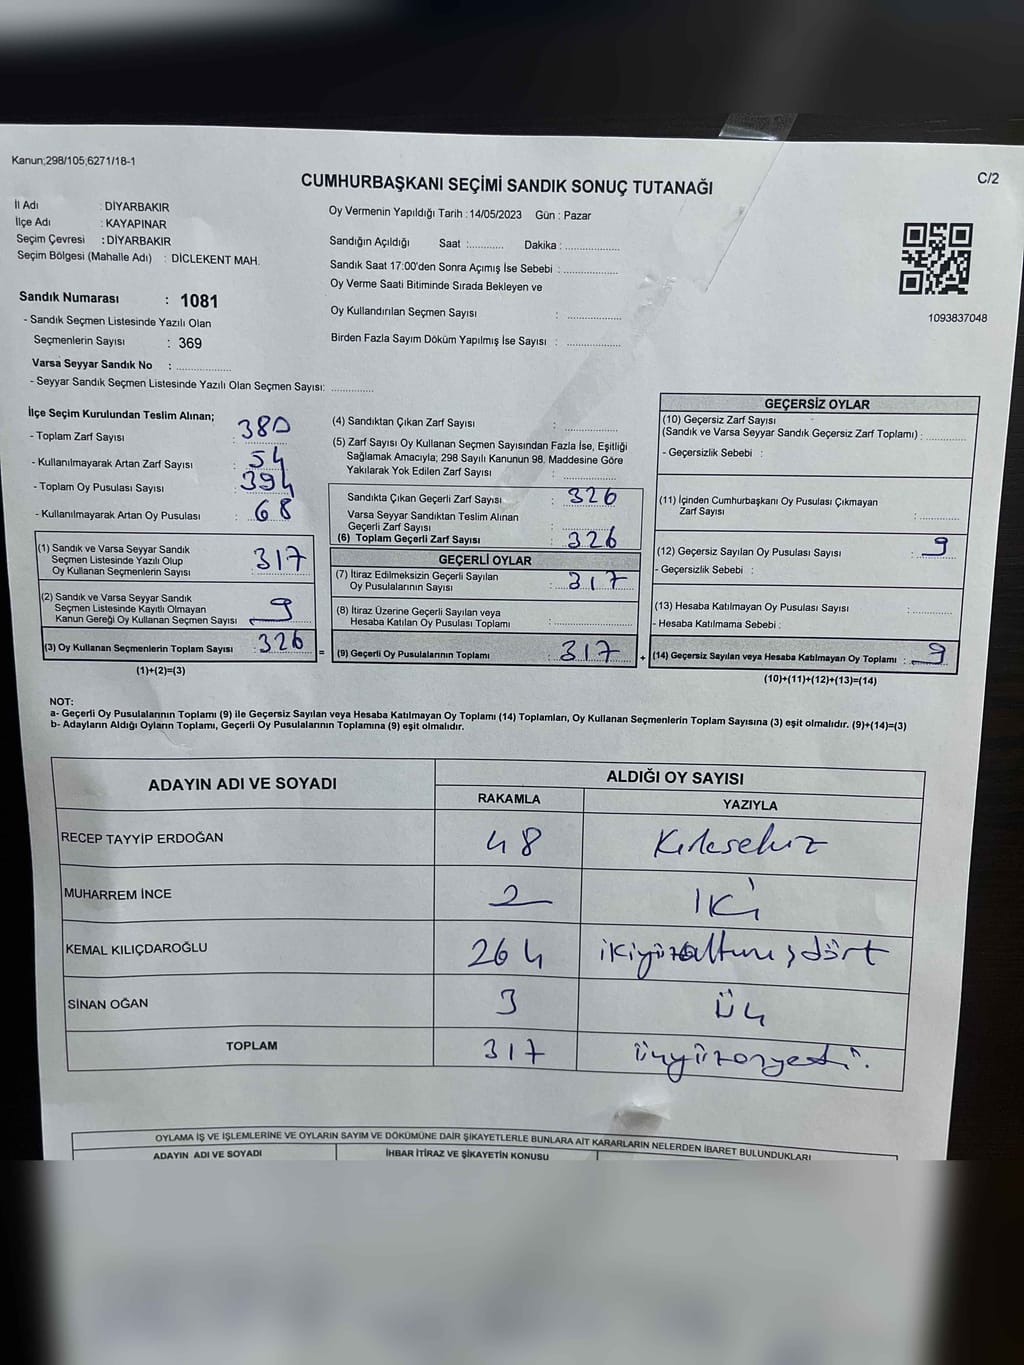 Kanun;298/105,6271/18-1
C/2
CUMHURBAŞKANI SEÇİMİ SANDIK SONUÇ TUTANAĞI
İl Adı : DİYARBAKIR
İlçe Adı : KAYAPINAR
Seçim Çevresi : DİYARBAKIR
Seçim Bölgesi (Mahalle Adı) : DİCLEKENT MAH.
Sandık Numarası : 1081
- Sandık Seçmen Listesinde Yazılı Olan
Seçmenlerin Sayısı : 369
Varsa Seyyar Sandık No : ..................
- Seyyar Sandık Seçmen Listesinde Yazılı Olan Seçmen Sayısı: ..............
Oy Vermenin Yapıldığı Tarih : 14/05/2023 Gün : Pazar
Sandığın Açıldığı Saat :........... Dakika :..................
Sandık Saat 17:00'den Sonra Açımış İse Sebebi : ..................
Oy Verme Saati Bitiminde Sırada Bekleyen ve
Oy Kullandırılan Seçmen Sayısı : ..................
Birden Fazla Sayım Döküm Yapılmış İse Sayısı : ..................
1093837048
İlçe Seçim Kurulundan Teslim Alınan;
- Toplam Zarf Sayısı : 380
- Kullanılmayarak Artan Zarf Sayısı : 54
- Toplam Oy Pusulası Sayısı : 394
- Kullanılmayarak Artan Oy Pusulası : 68
(1) Sandık ve Varsa Seyyar Sandık
Seçmen Listesinde Yazılı Olup
Oy Kullanan Seçmenlerin Sayısı : 317
(2) Sandık ve Varsa Seyyar Sandık
Seçmen Listesinde Kayıtlı Olmayan
Kanun Gereği Oy Kullanan Seçmen Sayısı : 9
(3) Oy Kullanan Seçmenlerin Toplam Sayısı : 326 =
(1)+(2)=(3)
(4) Sandıktan Çıkan Zarf Sayısı : ..................
(5) Zarf Sayısı Oy Kullanan Seçmen Sayısından Fazla İse, Eşitliği
Sağlamak Amacıyla; 298 Sayılı Kanunun 98. Maddesine Göre
Yakılarak Yok Edilen Zarf Sayısı : ..................
Sandıkta Çıkan Geçerli Zarf Sayısı : 326
Varsa Seyyar Sandıktan Teslim Alınan
Geçerli Zarf Sayısı : ..................
(6) Toplam Geçerli Zarf Sayısı : 326
GEÇERLİ OYLAR
(7) İtiraz Edilmeksizin Geçerli Sayılan
Oy Pusulalarının Sayısı : 317
(8) İtiraz Üzerine Geçerli Sayılan veya
Hesaba Katılan Oy Pusulası Toplamı : ..................
(9) Geçerli Oy Pusulalarının Toplamı : 317 +
GEÇERSİZ OYLAR
(10) Geçersiz Zarf Sayısı
(Sandık ve Varsa Seyyar Sandık Geçersiz Zarf Toplamı) : ............
- Geçersizlik Sebebi :
(11) İçinden Cumhurbaşkanı Oy Pusulası Çıkmayan
Zarf Sayısı : ............
(12) Geçersiz Sayılan Oy Pusulası Sayısı : 9
- Geçersizlik Sebebi :
(13) Hesaba Katılmayan Oy Pusulası Sayısı : ............
- Hesaba Katılmama Sebebi :
(14) Geçersiz Sayılan veya Hesaba Katılmayan Oy Toplamı : 9
(10)+(11)+(12)+(13)=(14)
NOT:
a- Geçerli Oy Pusulalarının Toplamı (9) ile Geçersiz Sayılan veya Hesaba Katılmayan Oy Toplamı (14) Toplamları, Oy Kullanan Seçmenlerin Toplam Sayısına (3) eşit olmalıdır. (9)+(14)=(3)
b- Adayların Aldığı Oyların Toplamı, Geçerli Oy Pusulalarının Toplamına (9) eşit olmalıdır.
ADAYIN ADI VE SOYADI ALDIĞI OY SAYISI
RAKAMLA YAZIYLA
RECEP TAYYİP ERDOĞAN 48 Kırksekiz
MUHARREM İNCE 2 İki
KEMAL KILIÇDAROĞLU 264 ikiyüzaltmışdört
SİNAN OĞAN 3 Üç
TOPLAM 317 üçyüzonyedi.
OYLAMA İŞ VE İŞLEMLERİNE VE OYLARIN SAYIM VE DÖKÜMÜNE DAİR ŞİKAYETLERLE BUNLARA AİT KARARLARIN NELERDEN İBARET BULUNDUKLARI
ADAYIN ADI VE SOYADI İHBAR İTİRAZ VE ŞİKAYETİN KONUSU